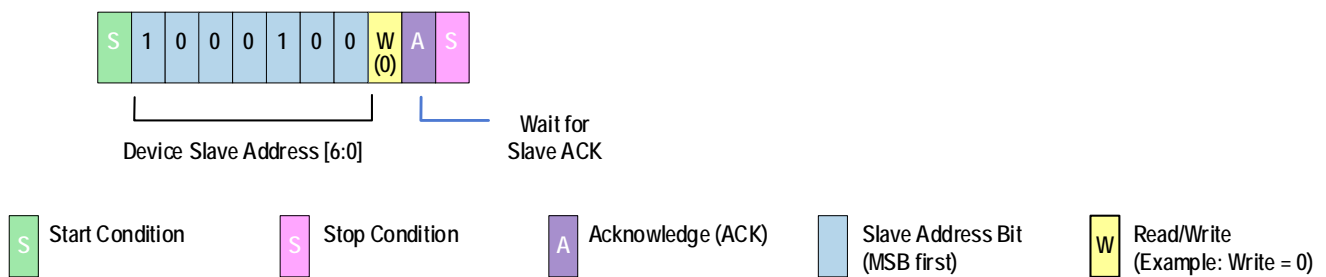 S 1 0 0 0 1 0 0 W A S
(0)
Device Slave Address [6:0]
Wait for
Slave ACK
S Start Condition
S Stop Condition
A Acknowledge (ACK)
Slave Address Bit
(MSB first)
W Read/Write
(Example: Write = 0)